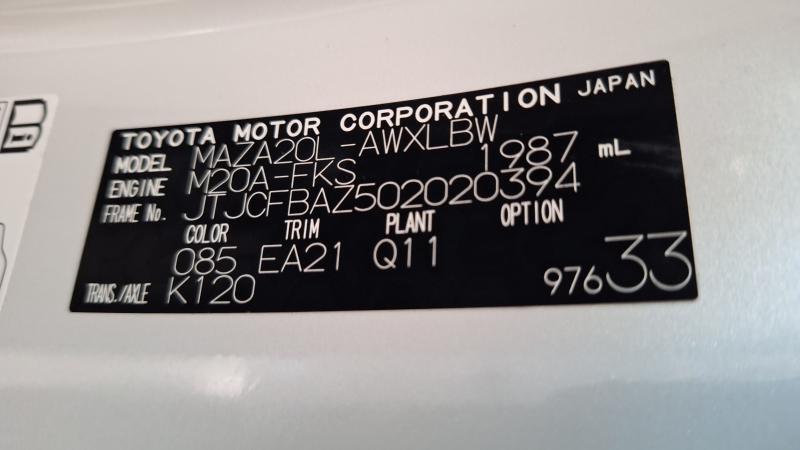 B
TOYOTA MOTOR CORPORATION JAPAN
MODEL MAZA20L-AWXLBW
ENGINE M20A-FKS 1987 mL
FRAME No. JTJCFBAZ502020394
COLOR TRIM PLANT OPTION
085 EA21 Q11
TRANS./AXLE K120 97633